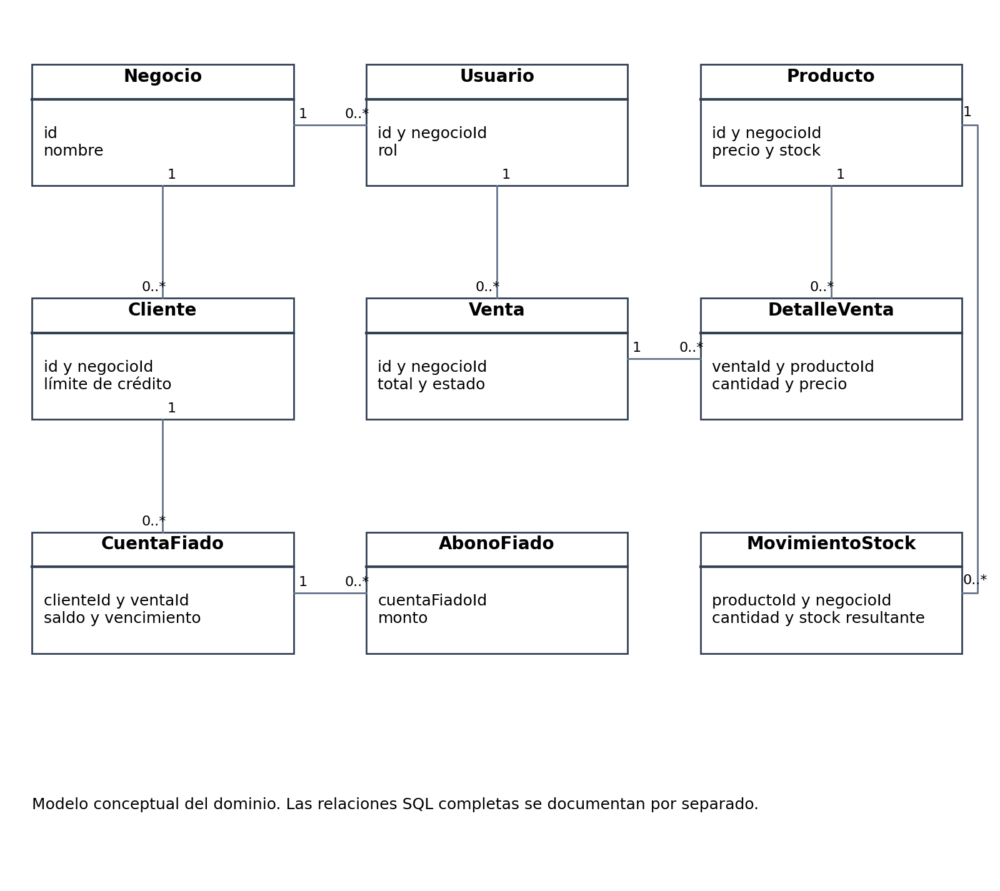 Negocio
id
nombre
1
0..*
Usuario
id y negocioId
rol
Producto
id y negocioId
precio y stock
1
1
1
1
0..*
0..*
0..*
Cliente
id y negocioId
límite de crédito
Venta
id y negocioId
total y estado
1
0..*
DetalleVenta
ventaId y productoId
cantidad y precio
1
0..*
CuentaFiado
clienteId y ventaId
saldo y vencimiento
1
0..*
AbonoFiado
cuentaFiadoId
monto
MovimientoStock
productoId y negocioId
cantidad y stock resultante
0..*
Modelo conceptual del dominio. Las relaciones SQL completas se documentan por separado.